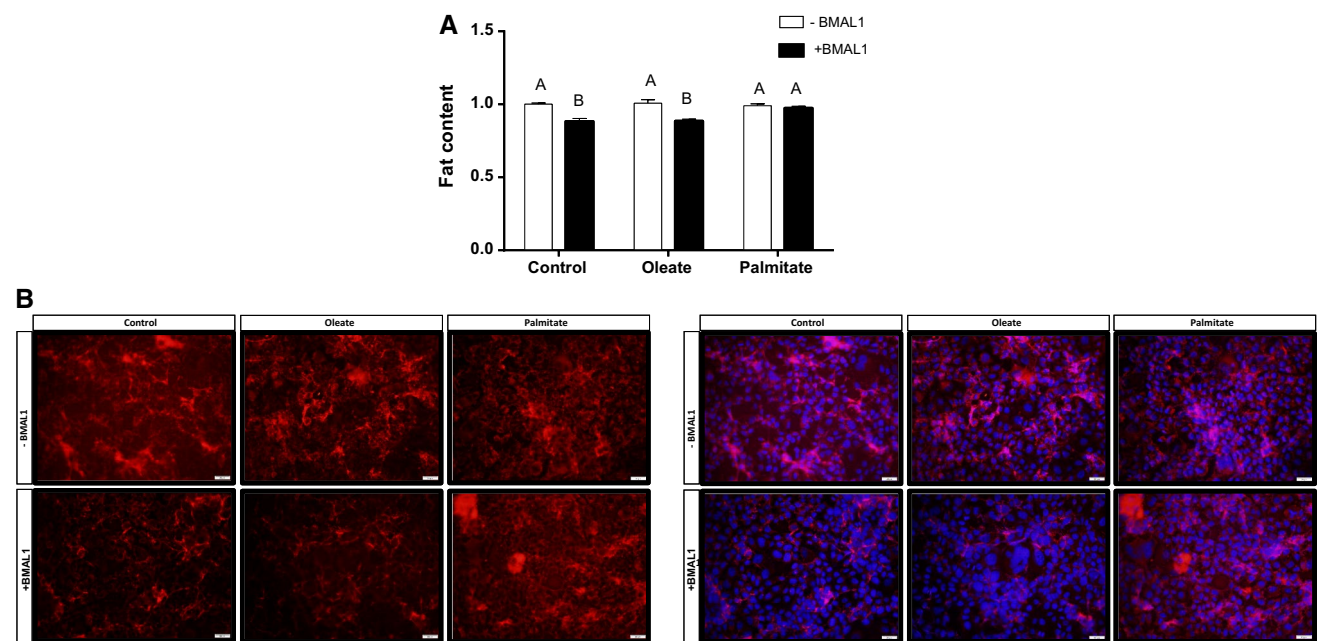 A
1.5
1.0
0.5
0.0
Fat content
- BMAL1
+BMAL1
A
B
A
B
A
A
Control
Oleate
Palmitate
B
Control
Oleate
Palmitate
- BMAL1
+BMAL1
Control
Oleate
Palmitate
- BMAL1
+BMAL1